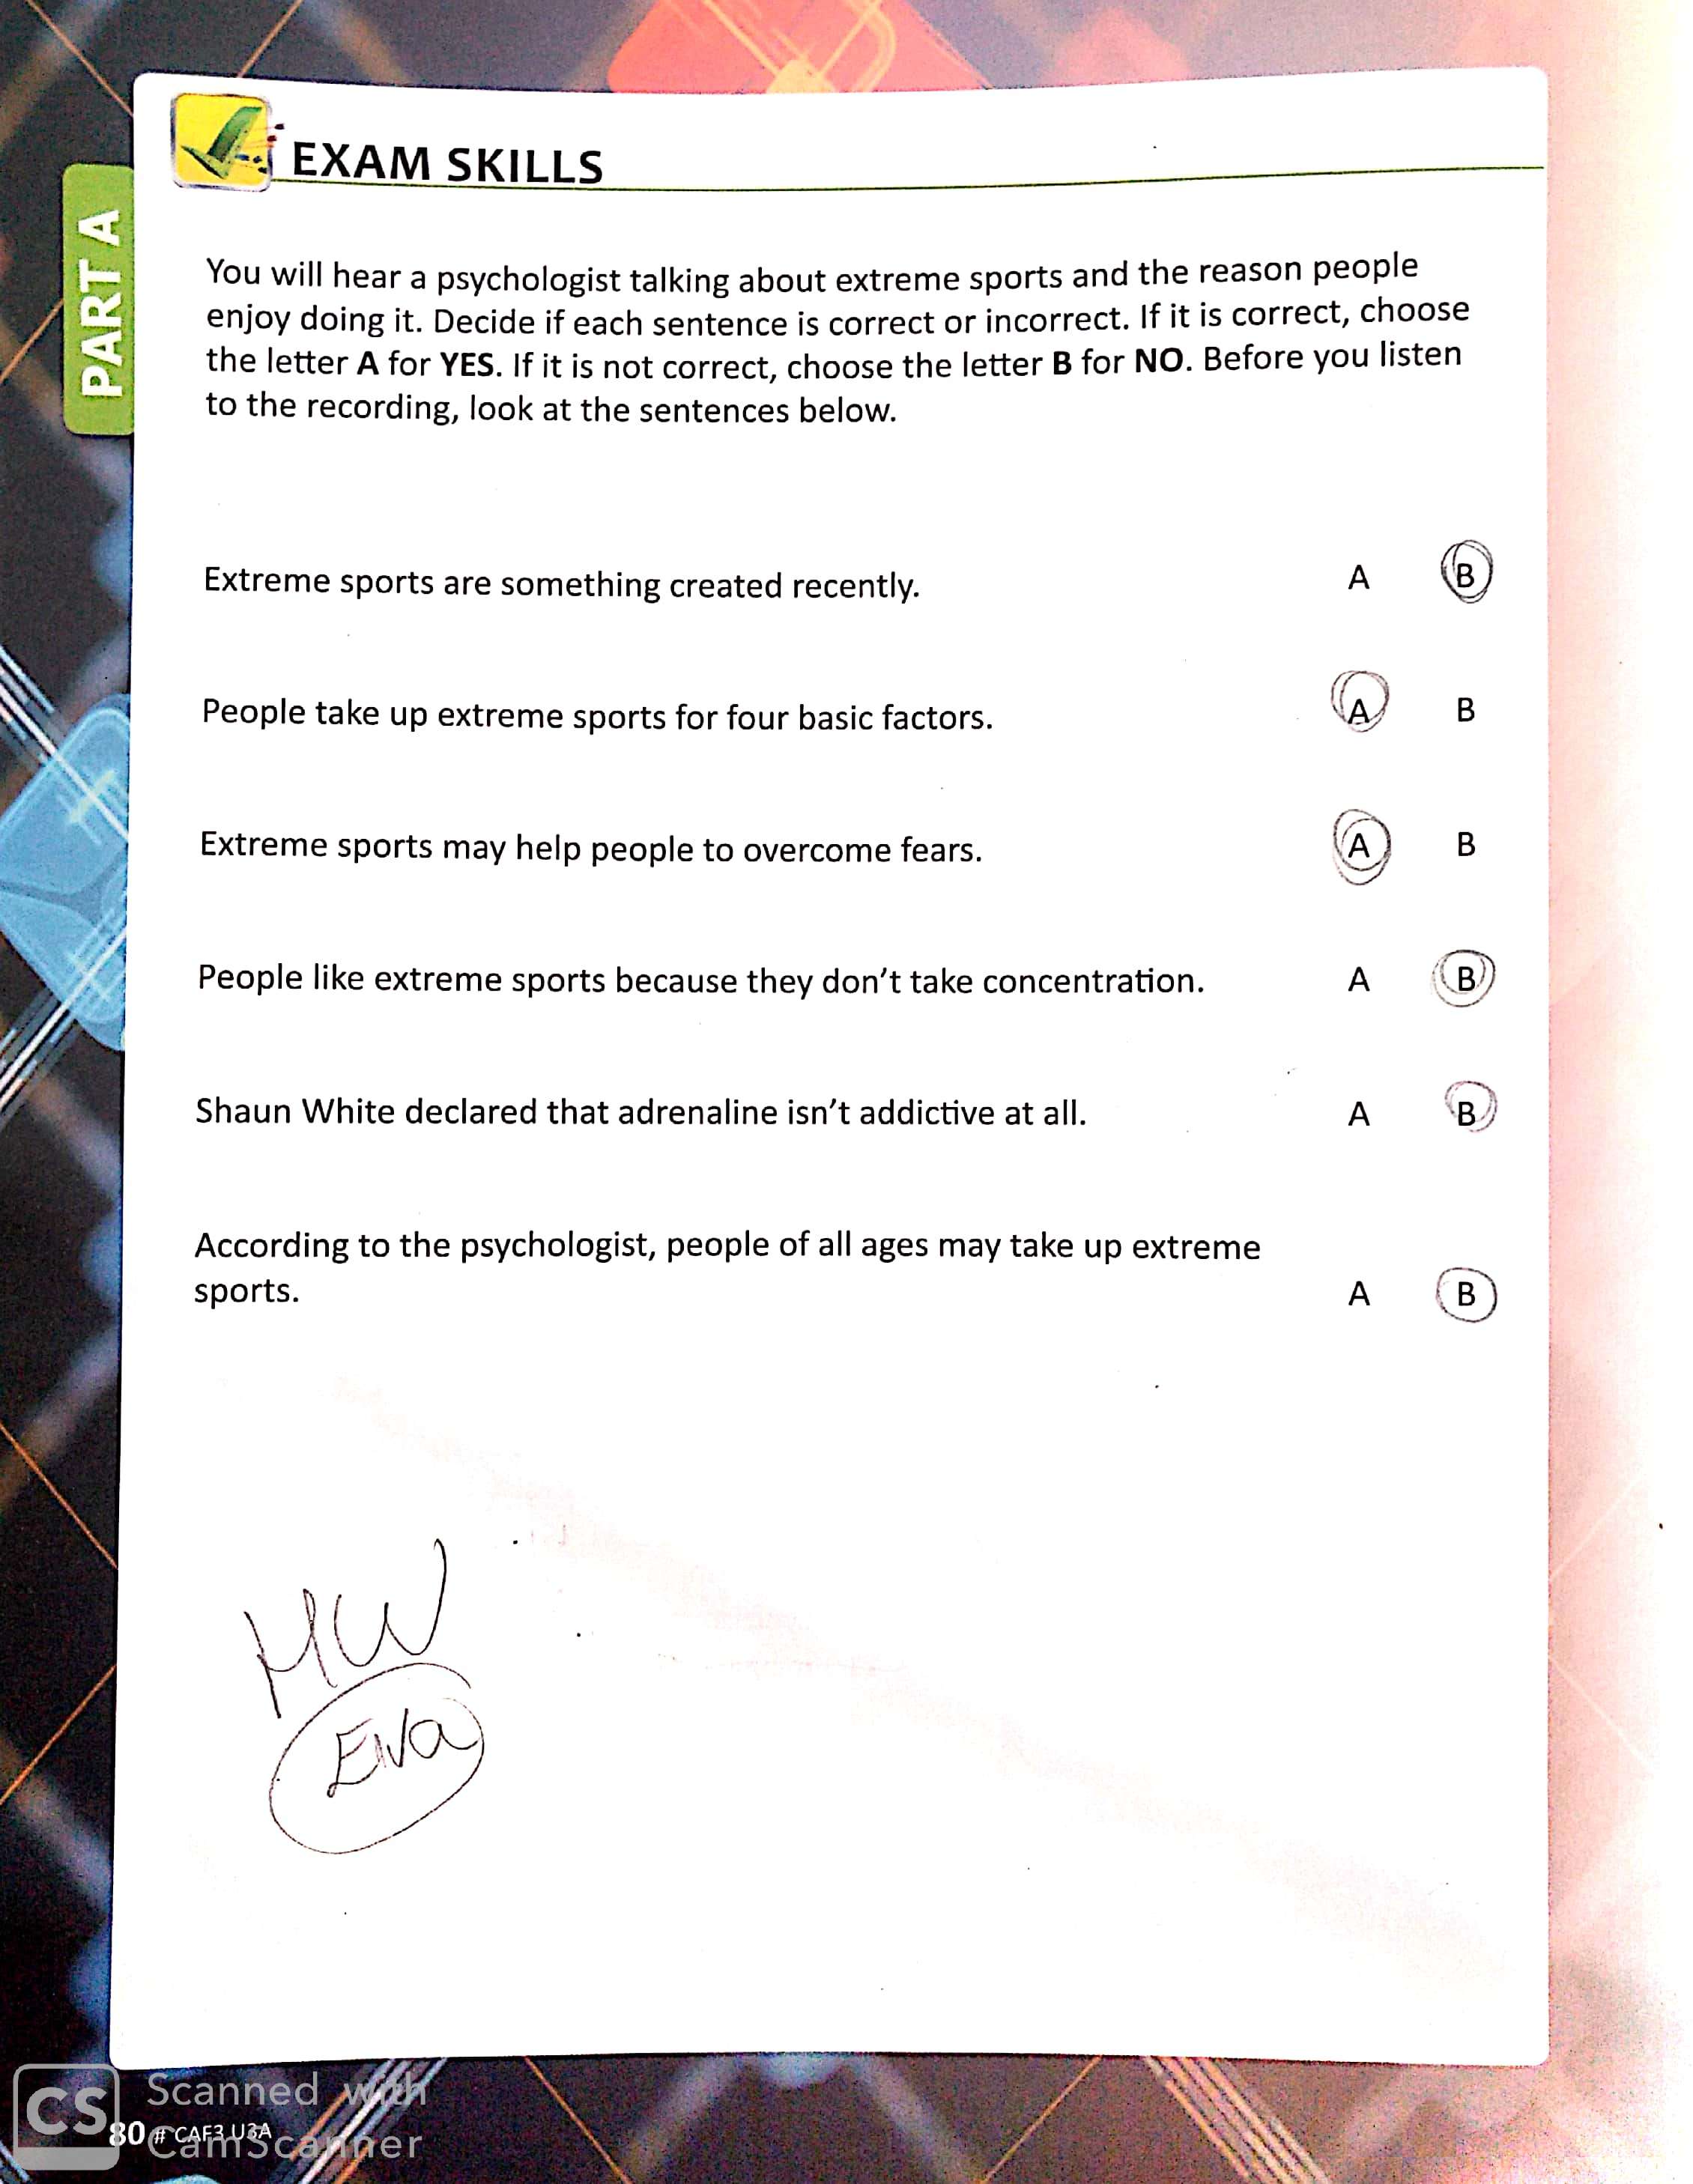 EXAM SKILLS
PART A
You will hear a psychologist talking about extreme sports and the reason people
enjoy doing it. Decide if each sentence is correct or incorrect. If it is correct, choose
the letter A for YES. If it is not correct, choose the letter B for NO. Before you listen
to the recording, look at the sentences below.
Extreme sports are something created recently. A B
People take up extreme sports for four basic factors. A B
Extreme sports may help people to overcome fears. A B
People like extreme sports because they don't take concentration. A B
Shaun White declared that adrenaline isn't addictive at all. A B
According to the psychologist, people of all ages may take up extreme
sports. A B
HW
Eva
CS Scanned with
CamScanner
80 # CAF3 U3A